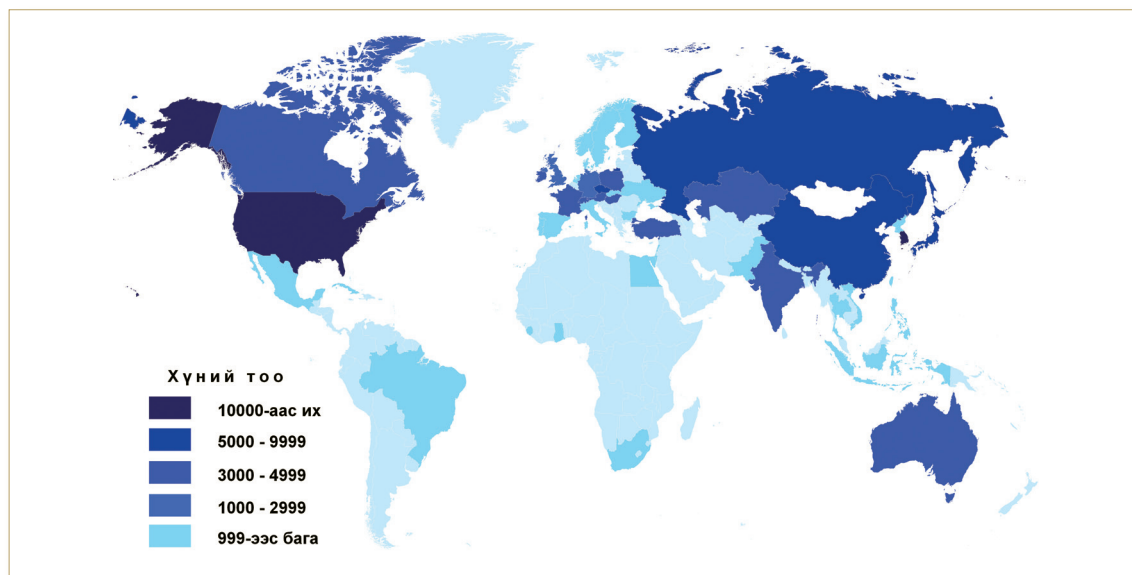 Хүний тоо
10000-аас их
5000 - 9999
3000 - 4999
1000 - 2999
999-ээс бага